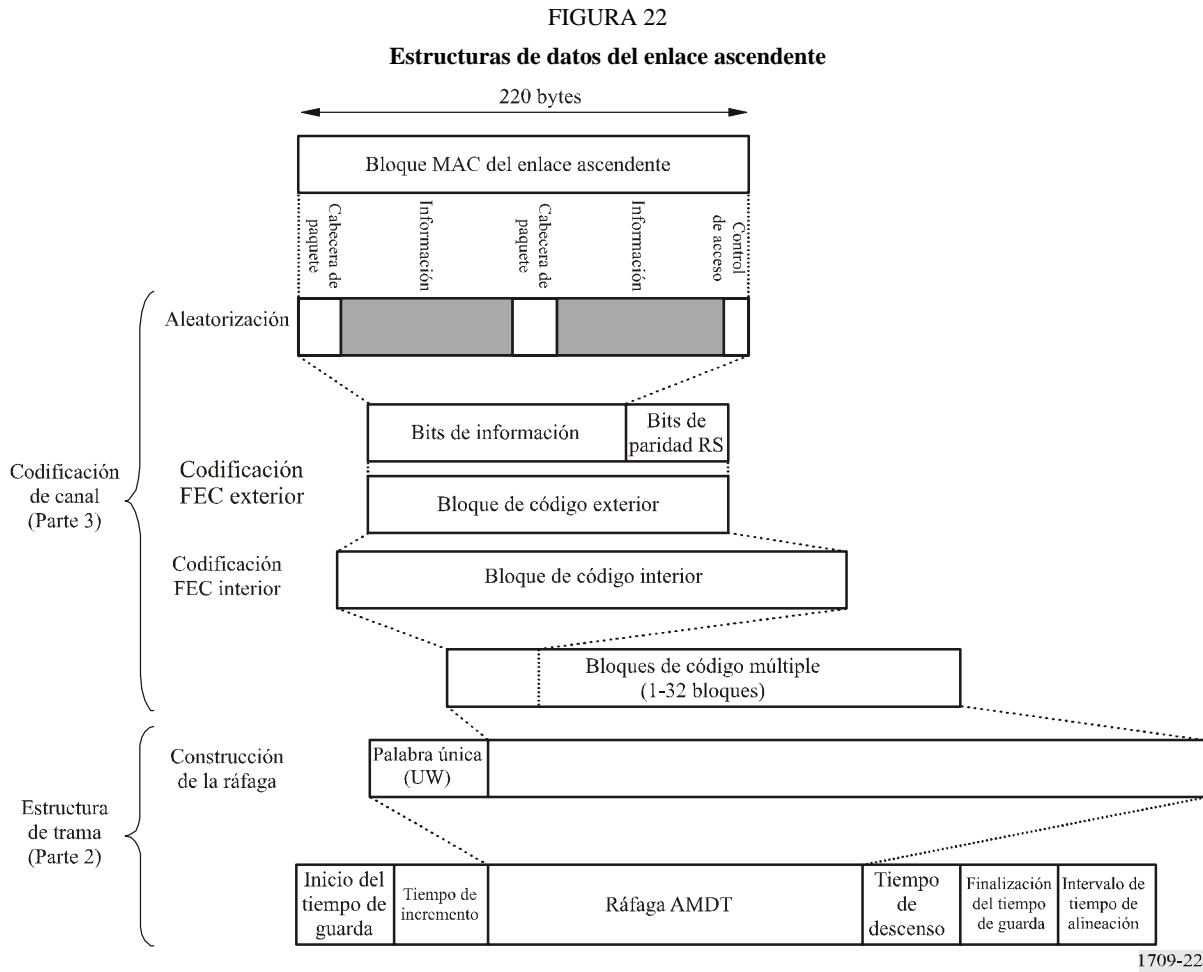 FIGURA 22
Estructuras de datos del enlace ascendente
220 bytes
Bloque MAC del enlace ascendente
Cabecera de
paquete
Información
Cabecera de
paquete
Información
Control
de acceso
Aleatorización
Bits de información
Bits de
paridad RS
Codificación
FEC exterior
Bloque de código exterior
Codificación
de canal
(Parte 3)
Codificación
FEC interior
Bloque de código interior
Bloques de código múltiple
(1-32 bloques)
Construcción
de la ráfaga
Palabra única
(UW)
Estructura
de trama
(Parte 2)
Inicio del
tiempo de
guarda
Tiempo de
incremento
Ráfaga AMDT
Tiempo
de
descenso
Finalización
del tiempo
de guarda
Intervalo de
tiempo de
alineación
1709-22